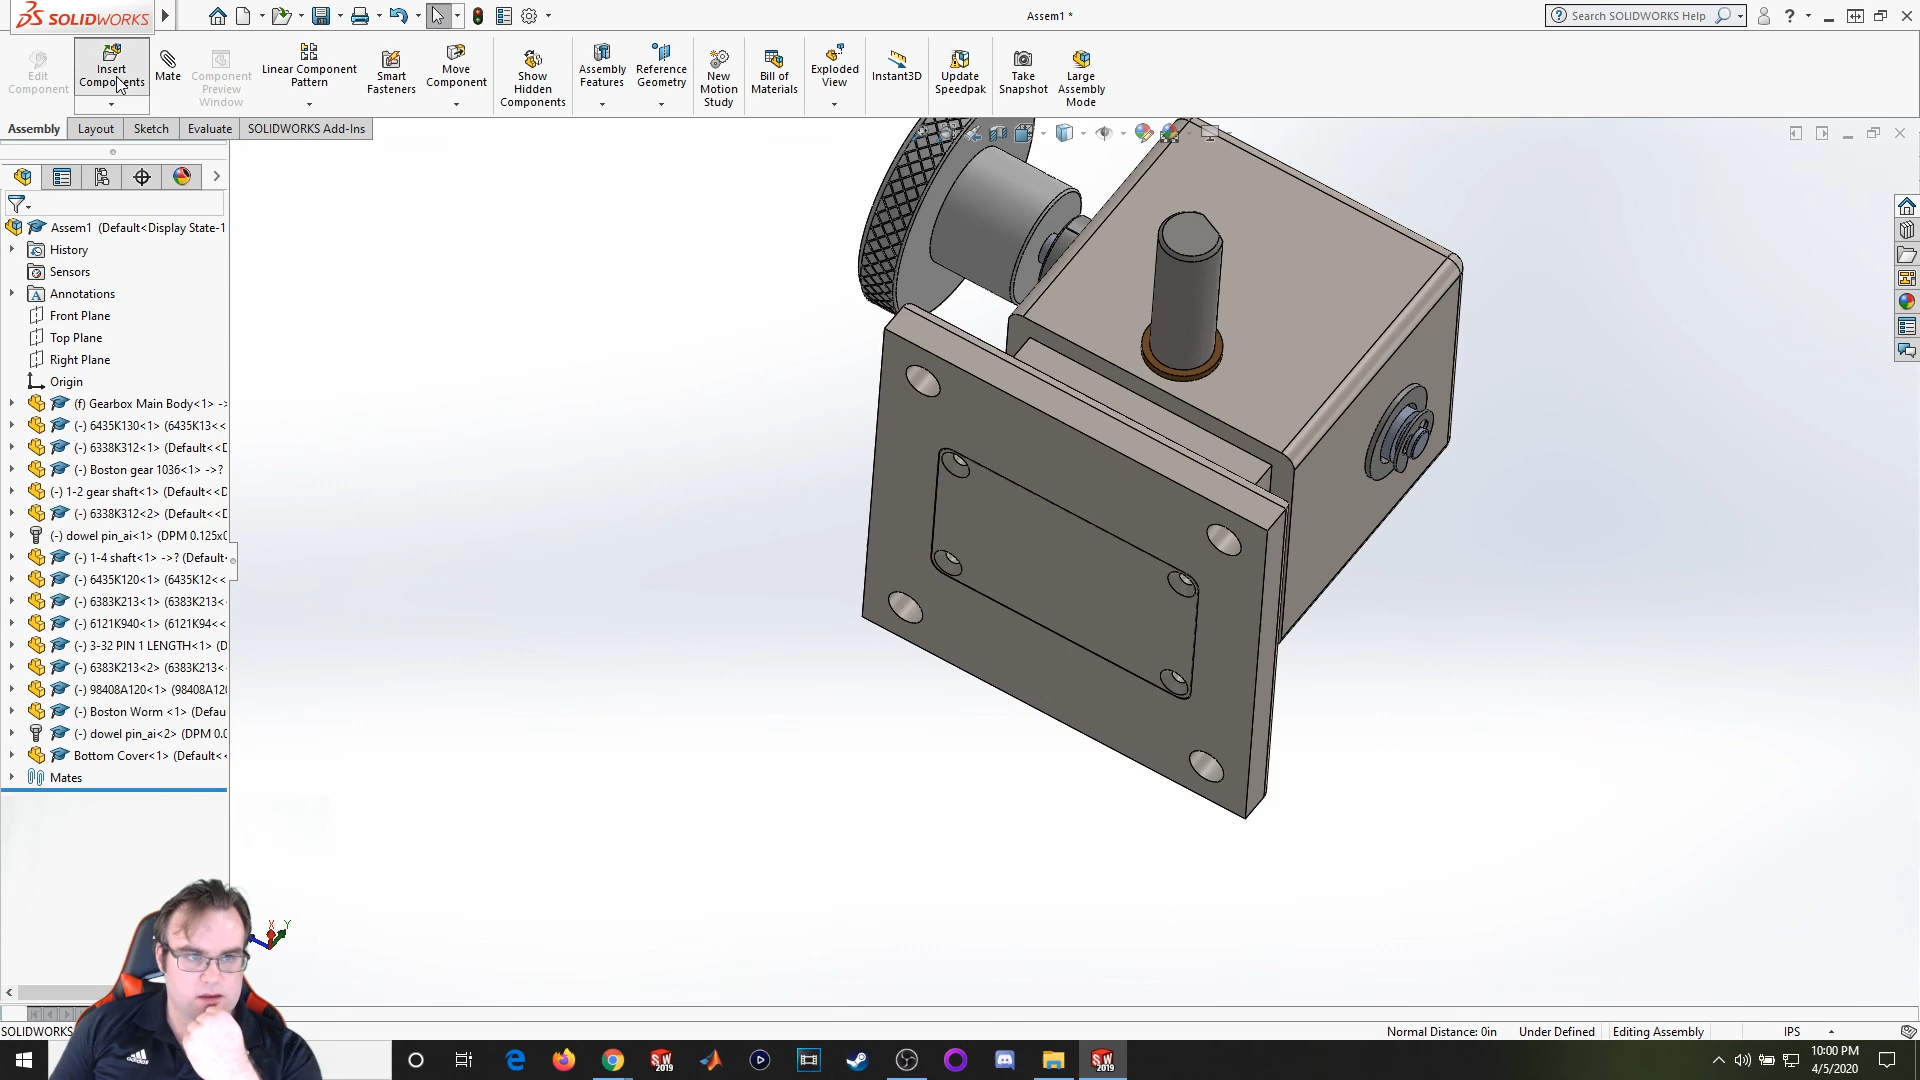 SOLIDWORKS
Assem1 *
Search SOLIDWORKS Help
?
Edit Component
Insert Components
Mate
Component Preview Window
Linear Component Pattern
Smart Fasteners
Move Component
Show Hidden Components
Assembly Features
Reference Geometry
New Motion Study
Bill of Materials
Exploded View
Instant3D
Update Speedpak
Take Snapshot
Large Assembly Mode
Assembly
Layout
Sketch
Evaluate
SOLIDWORKS Add-Ins
Assem1 (Default<Display State-1
History
Sensors
Annotations
Front Plane
Top Plane
Right Plane
Origin
(f) Gearbox Main Body<1> ->
(-) 6435K130<1> (6435K13<<
(-) 6338K312<1> (Default<<D
(-) Boston gear 1036<1> ->?
(-) 1-2 gear shaft<1> (Default<<D
(-) 6338K312<2> (Default<<D
(-) dowel pin_ai<1> (DPM 0.125x0
(-) 1-4 shaft<1> ->? (Default<
(-) 6435K120<1> (6435K12<<
(-) 6383K213<1> (6383K213<
(-) 6121K940<1> (6121K94<<
(-) 3-32 PIN 1 LENGTH<1> (D
(-) 6383K213<2> (6383K213<
(-) 98408A120<1> (98408A120
(-) Boston Worm <1> (Defau
(-) dowel pin_ai<2> (DPM 0.0
Bottom Cover<1> (Default<<
Mates
X
Y
SOLIDWORKS
Normal Distance: 0in
Under Defined
Editing Assembly
IPS
SW 2019
SW 2019
10:00 PM
4/5/2020
adidas